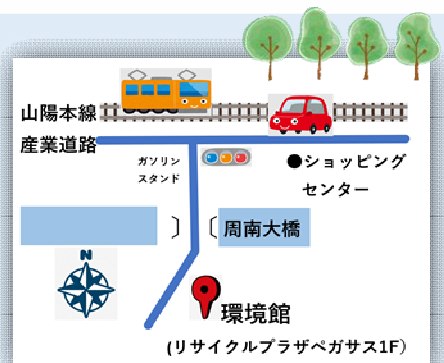 山陽本線
産業道路
ガソリン
スタンド
●ショッピング
センター
周南大橋
N
環境館
(リサイクルプラザペガサス1F)